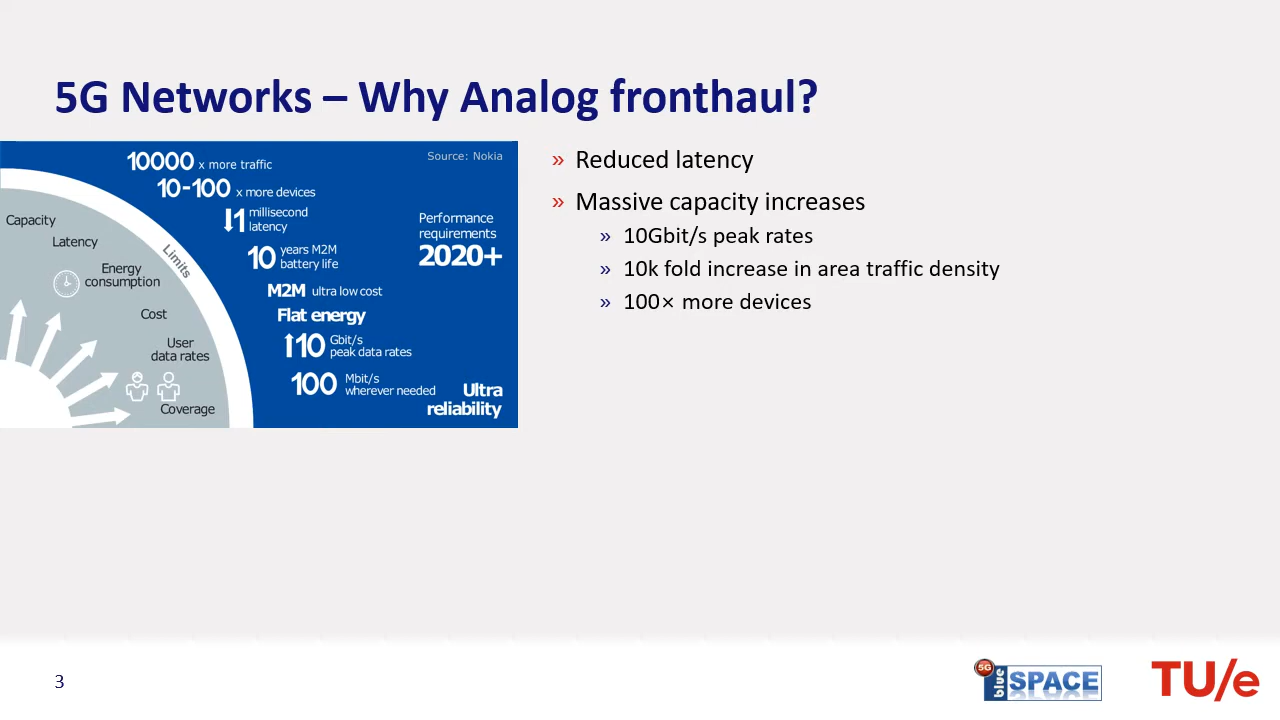 5G Networks – Why Analog fronthaul?
Source: Nokia
10000 x more traffic
10-100 x more devices
1 millisecond
latency
10 years M2M
battery life
M2M ultra low cost
Flat energy
10 Gbit/s
peak data rates
100 Mbit/s
wherever needed
Performance
requirements
2020+
Ultra
reliability
Limits
Capacity
Latency
Energy
consumption
Cost
User
data rates
Coverage
» Reduced latency
» Massive capacity increases
» 10Gbit/s peak rates
» 10k fold increase in area traffic density
» 100× more devices
3
5G
blue SPACE
TU/e